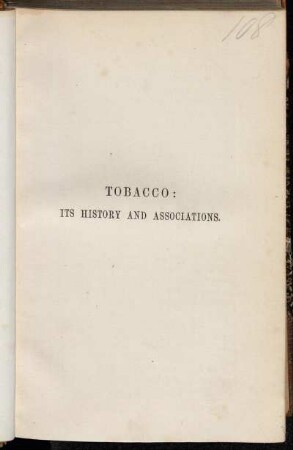 108
TOBACCO:
ITS HISTORY AND ASSOCIATIONS.